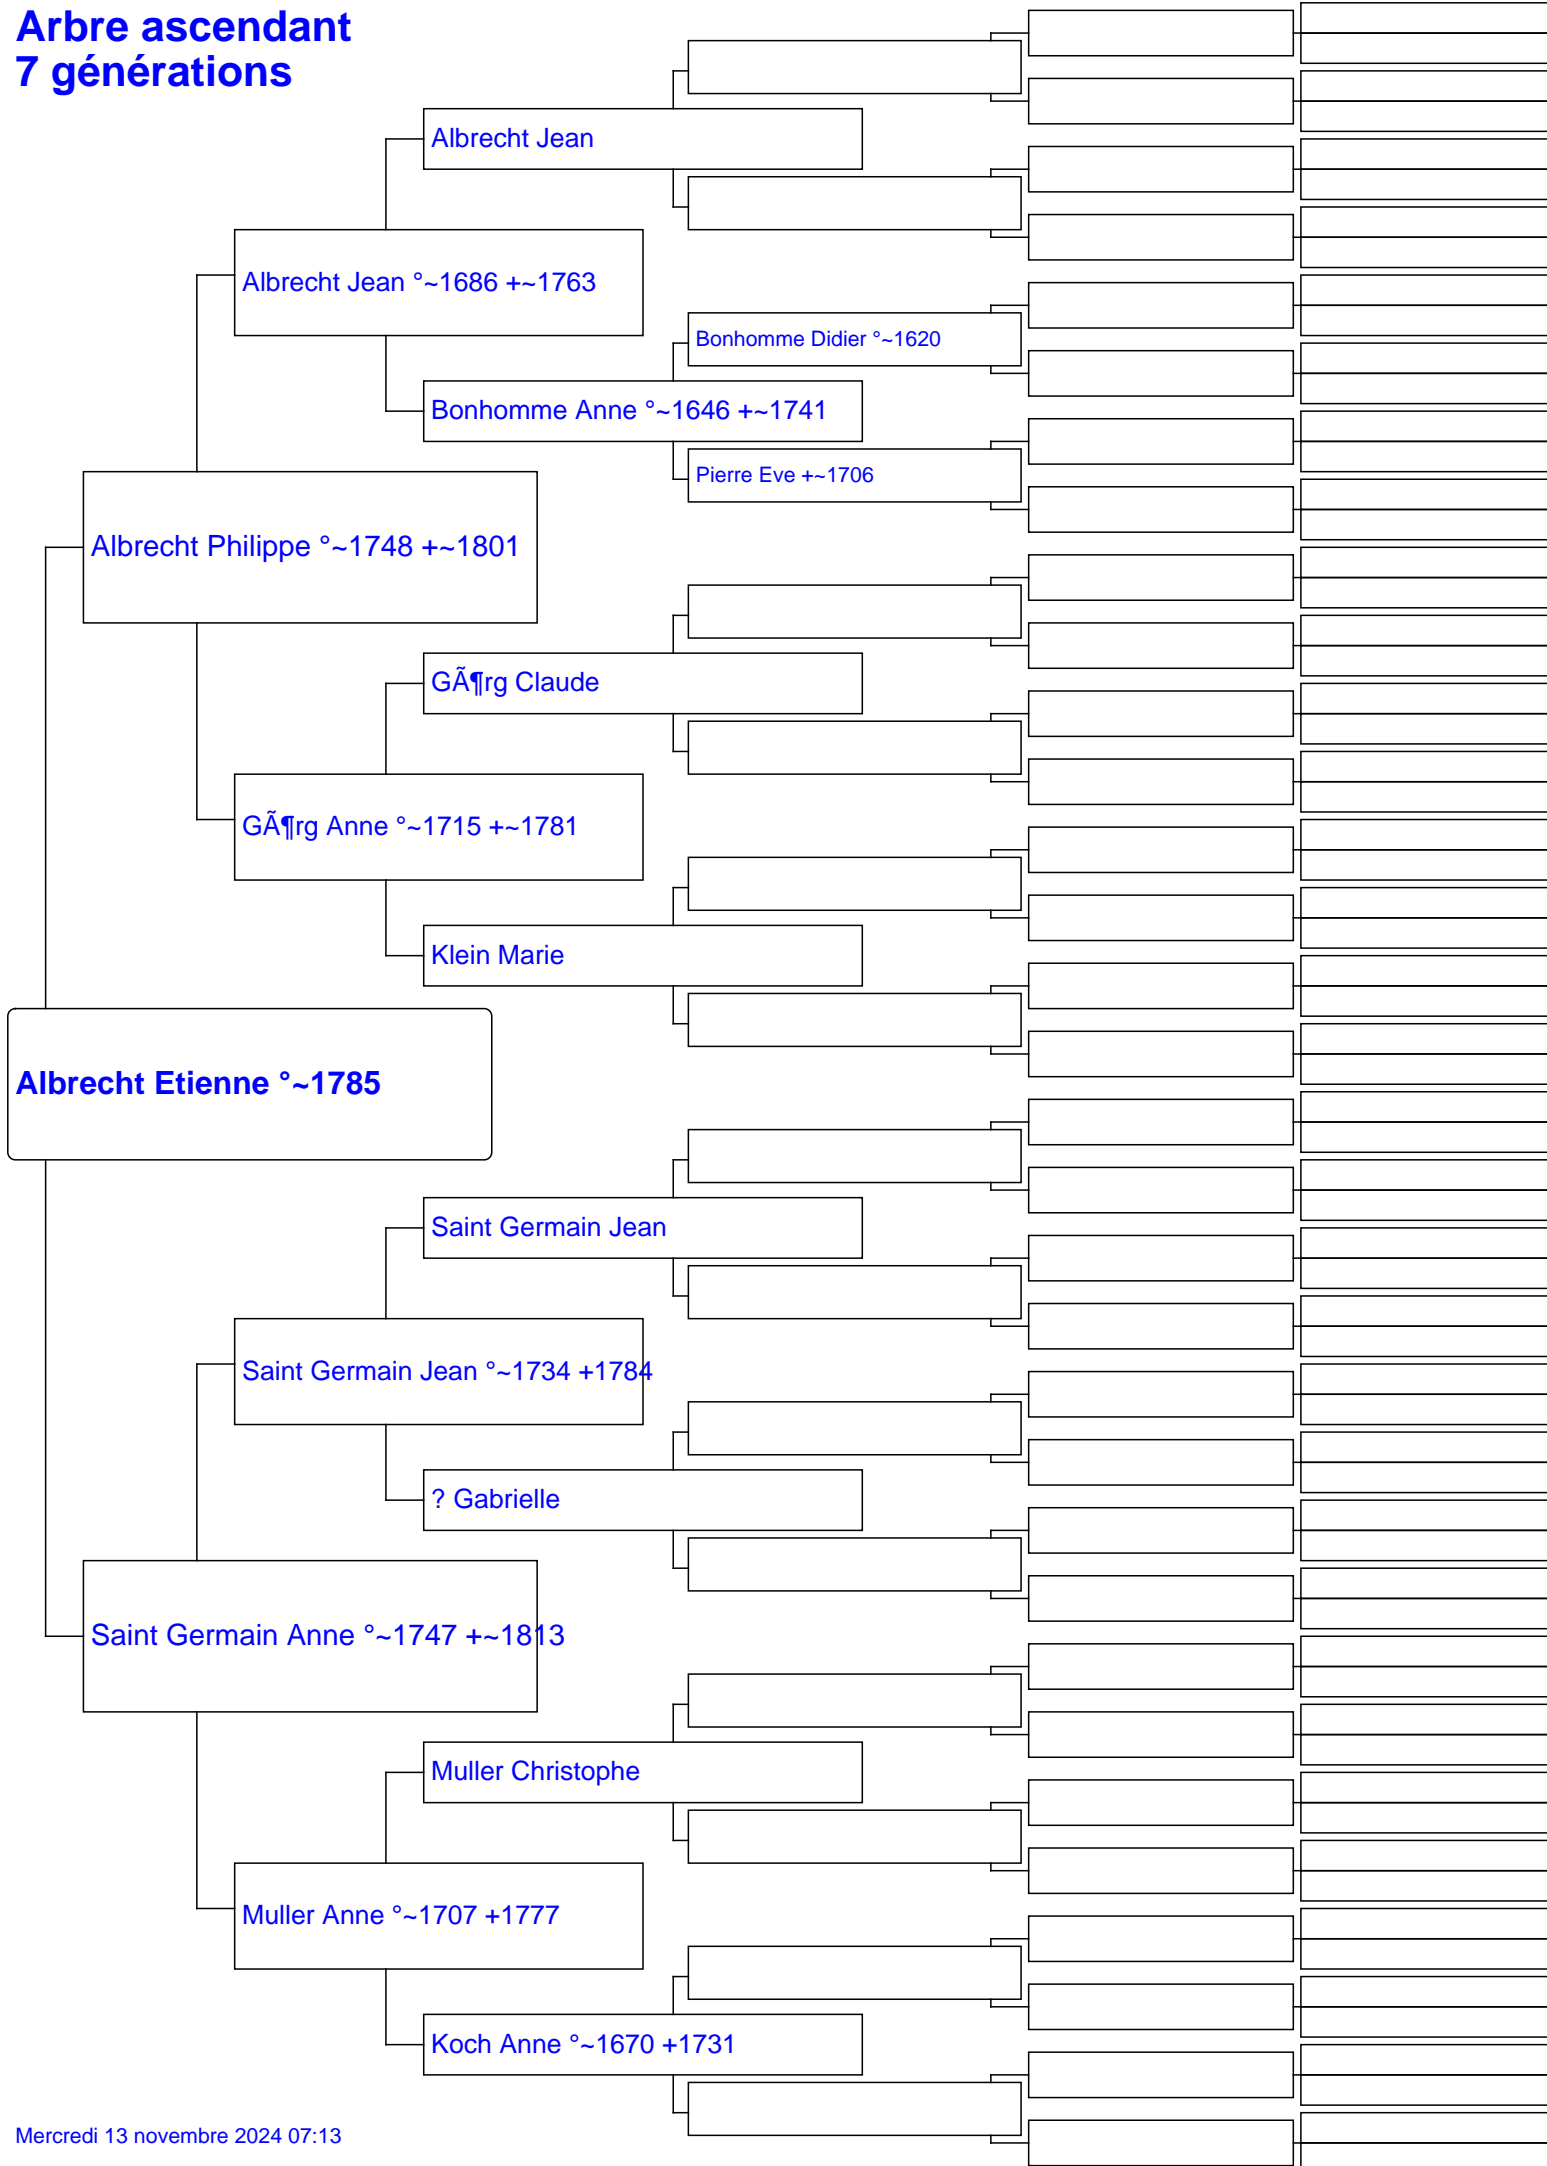 Arbre ascendant
7 générations
Albrecht Jean
Albrecht Jean °~1686 +~1763
Bonhomme Didier °~1620
Bonhomme Anne °~1646 +~1741
Pierre Eve +~1706
Albrecht Philippe °~1748 +~1801
GÃ¶rg Claude
GÃ¶rg Anne °~1715 +~1781
Klein Marie
Albrecht Etienne °~1785
Saint Germain Jean
Saint Germain Jean °~1734 +1784
? Gabrielle
Saint Germain Anne °~1747 +~1813
Muller Christophe
Muller Anne °~1707 +1777
Koch Anne °~1670 +1731
Mercredi 13 novembre 2024 07:13